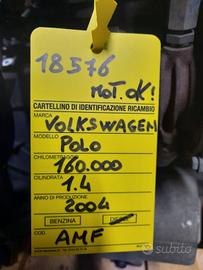 18576
MOT. OK!
CARTELLINO DI IDENTIFICAZIONE RICAMBIO
MARCA
VOLKSWAGEN
MODELLO
POLO
CHILOMETRAGGIO
160.000
CILINDRATA
1.4
ANNO DI PRODUZIONE
2004
BENZINA DIESEL
COD.
AMF
subito